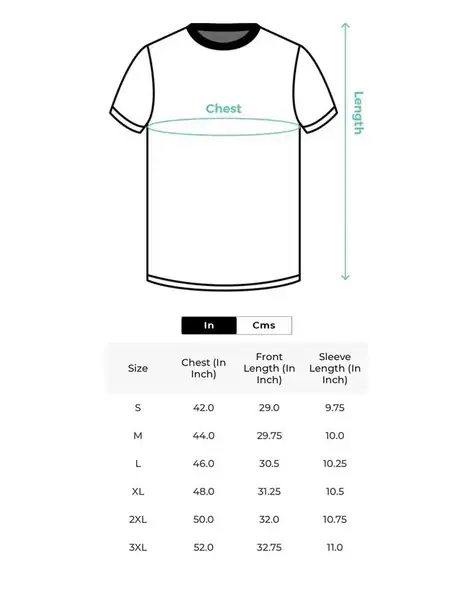 Chest
Length
In Cms
Size Chest (In Inch) Front Length (In Inch) Sleeve Length (In Inch)
S 42.0 29.0 9.75
M 44.0 29.75 10.0
L 46.0 30.5 10.25
XL 48.0 31.25 10.5
2XL 50.0 32.0 10.75
3XL 52.0 32.75 11.0